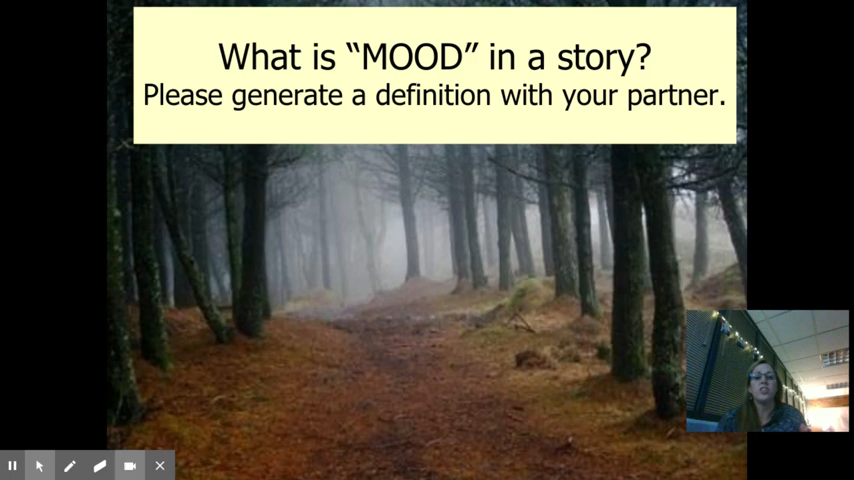 What is “MOOD” in a story?
Please generate a definition with your partner.